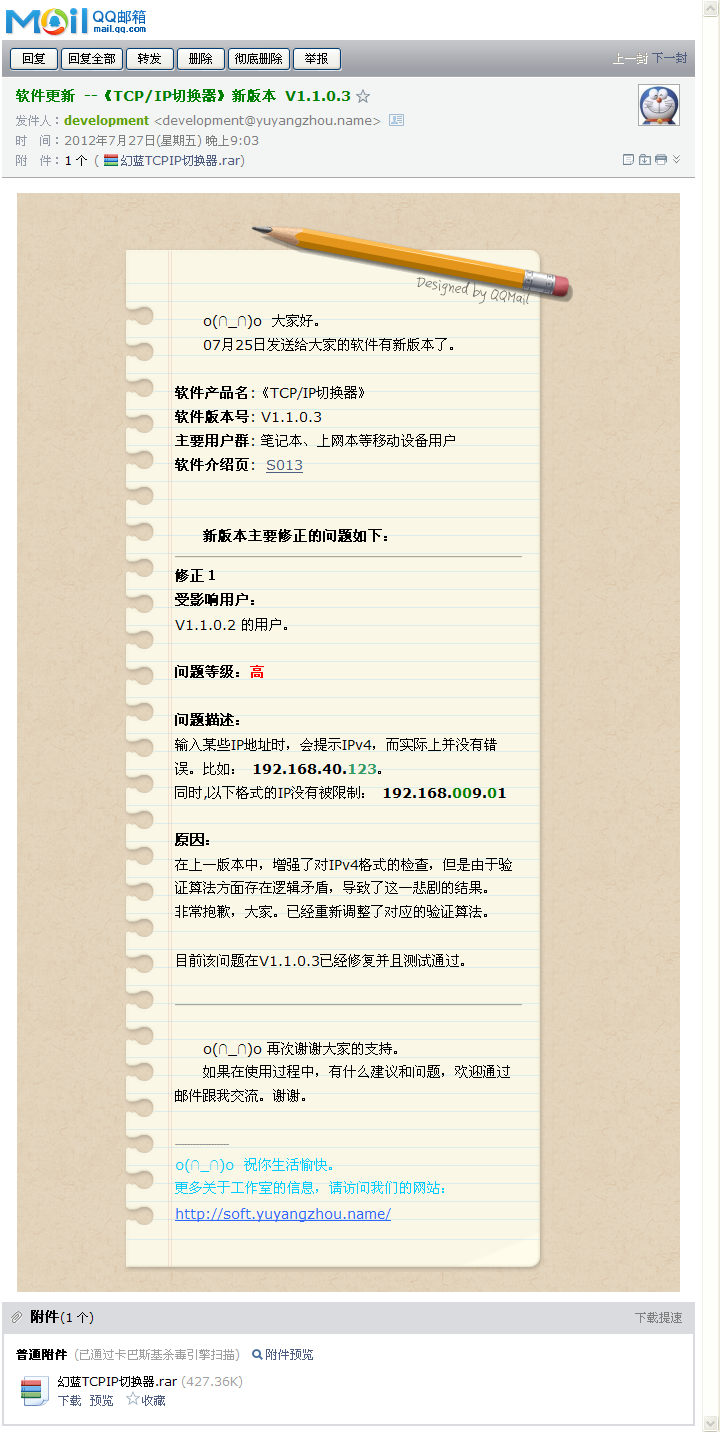 Mail QQ邮箱
mail.qq.com
回复 回复全部 转发 删除 彻底删除 举报 上一封 下一封
软件更新 --《TCP/IP切换器》新版本 V1.1.0.3
发件人：development <development@yuyangzhou.name>
时 间：2012年7月27日(星期五) 晚上9:03
附 件：1 个 ( 幻蓝TCPIP切换器.rar)
Designed by QQMail
o(∩_∩)o 大家好。
07月25日发送给大家的软件有新版本了。
软件产品名：《TCP/IP切换器》
软件版本号：V1.1.0.3
主要用户群：笔记本、上网本等移动设备用户
软件介绍页： S013
新版本主要修正的问题如下：
修正 1
受影响用户：
V1.1.0.2 的用户。
问题等级：高
问题描述：
输入某些IP地址时，会提示IPv4，而实际上并没有错
误。比如： 192.168.40.123。
同时,以下格式的IP没有被限制： 192.168.009.01
原因：
在上一版本中，增强了对IPv4格式的检查，但是由于验
证算法方面存在逻辑矛盾，导致了这一悲剧的结果。
非常抱歉，大家。已经重新调整了对应的验证算法。
目前该问题在V1.1.0.3已经修复并且测试通过。
o(∩_∩)o 再次谢谢大家的支持。
如果在使用过程中，有什么建议和问题，欢迎通过
邮件跟我交流。谢谢。
o(∩_∩)o 祝你生活愉快。
更多关于工作室的信息，请访问我们的网站：
http://soft.yuyangzhou.name/
附件(1 个) 下载提速
普通附件 (已通过卡巴斯基杀毒引擎扫描) 附件预览
幻蓝TCPIP切换器.rar (427.36K)
下载 预览 ☆收藏